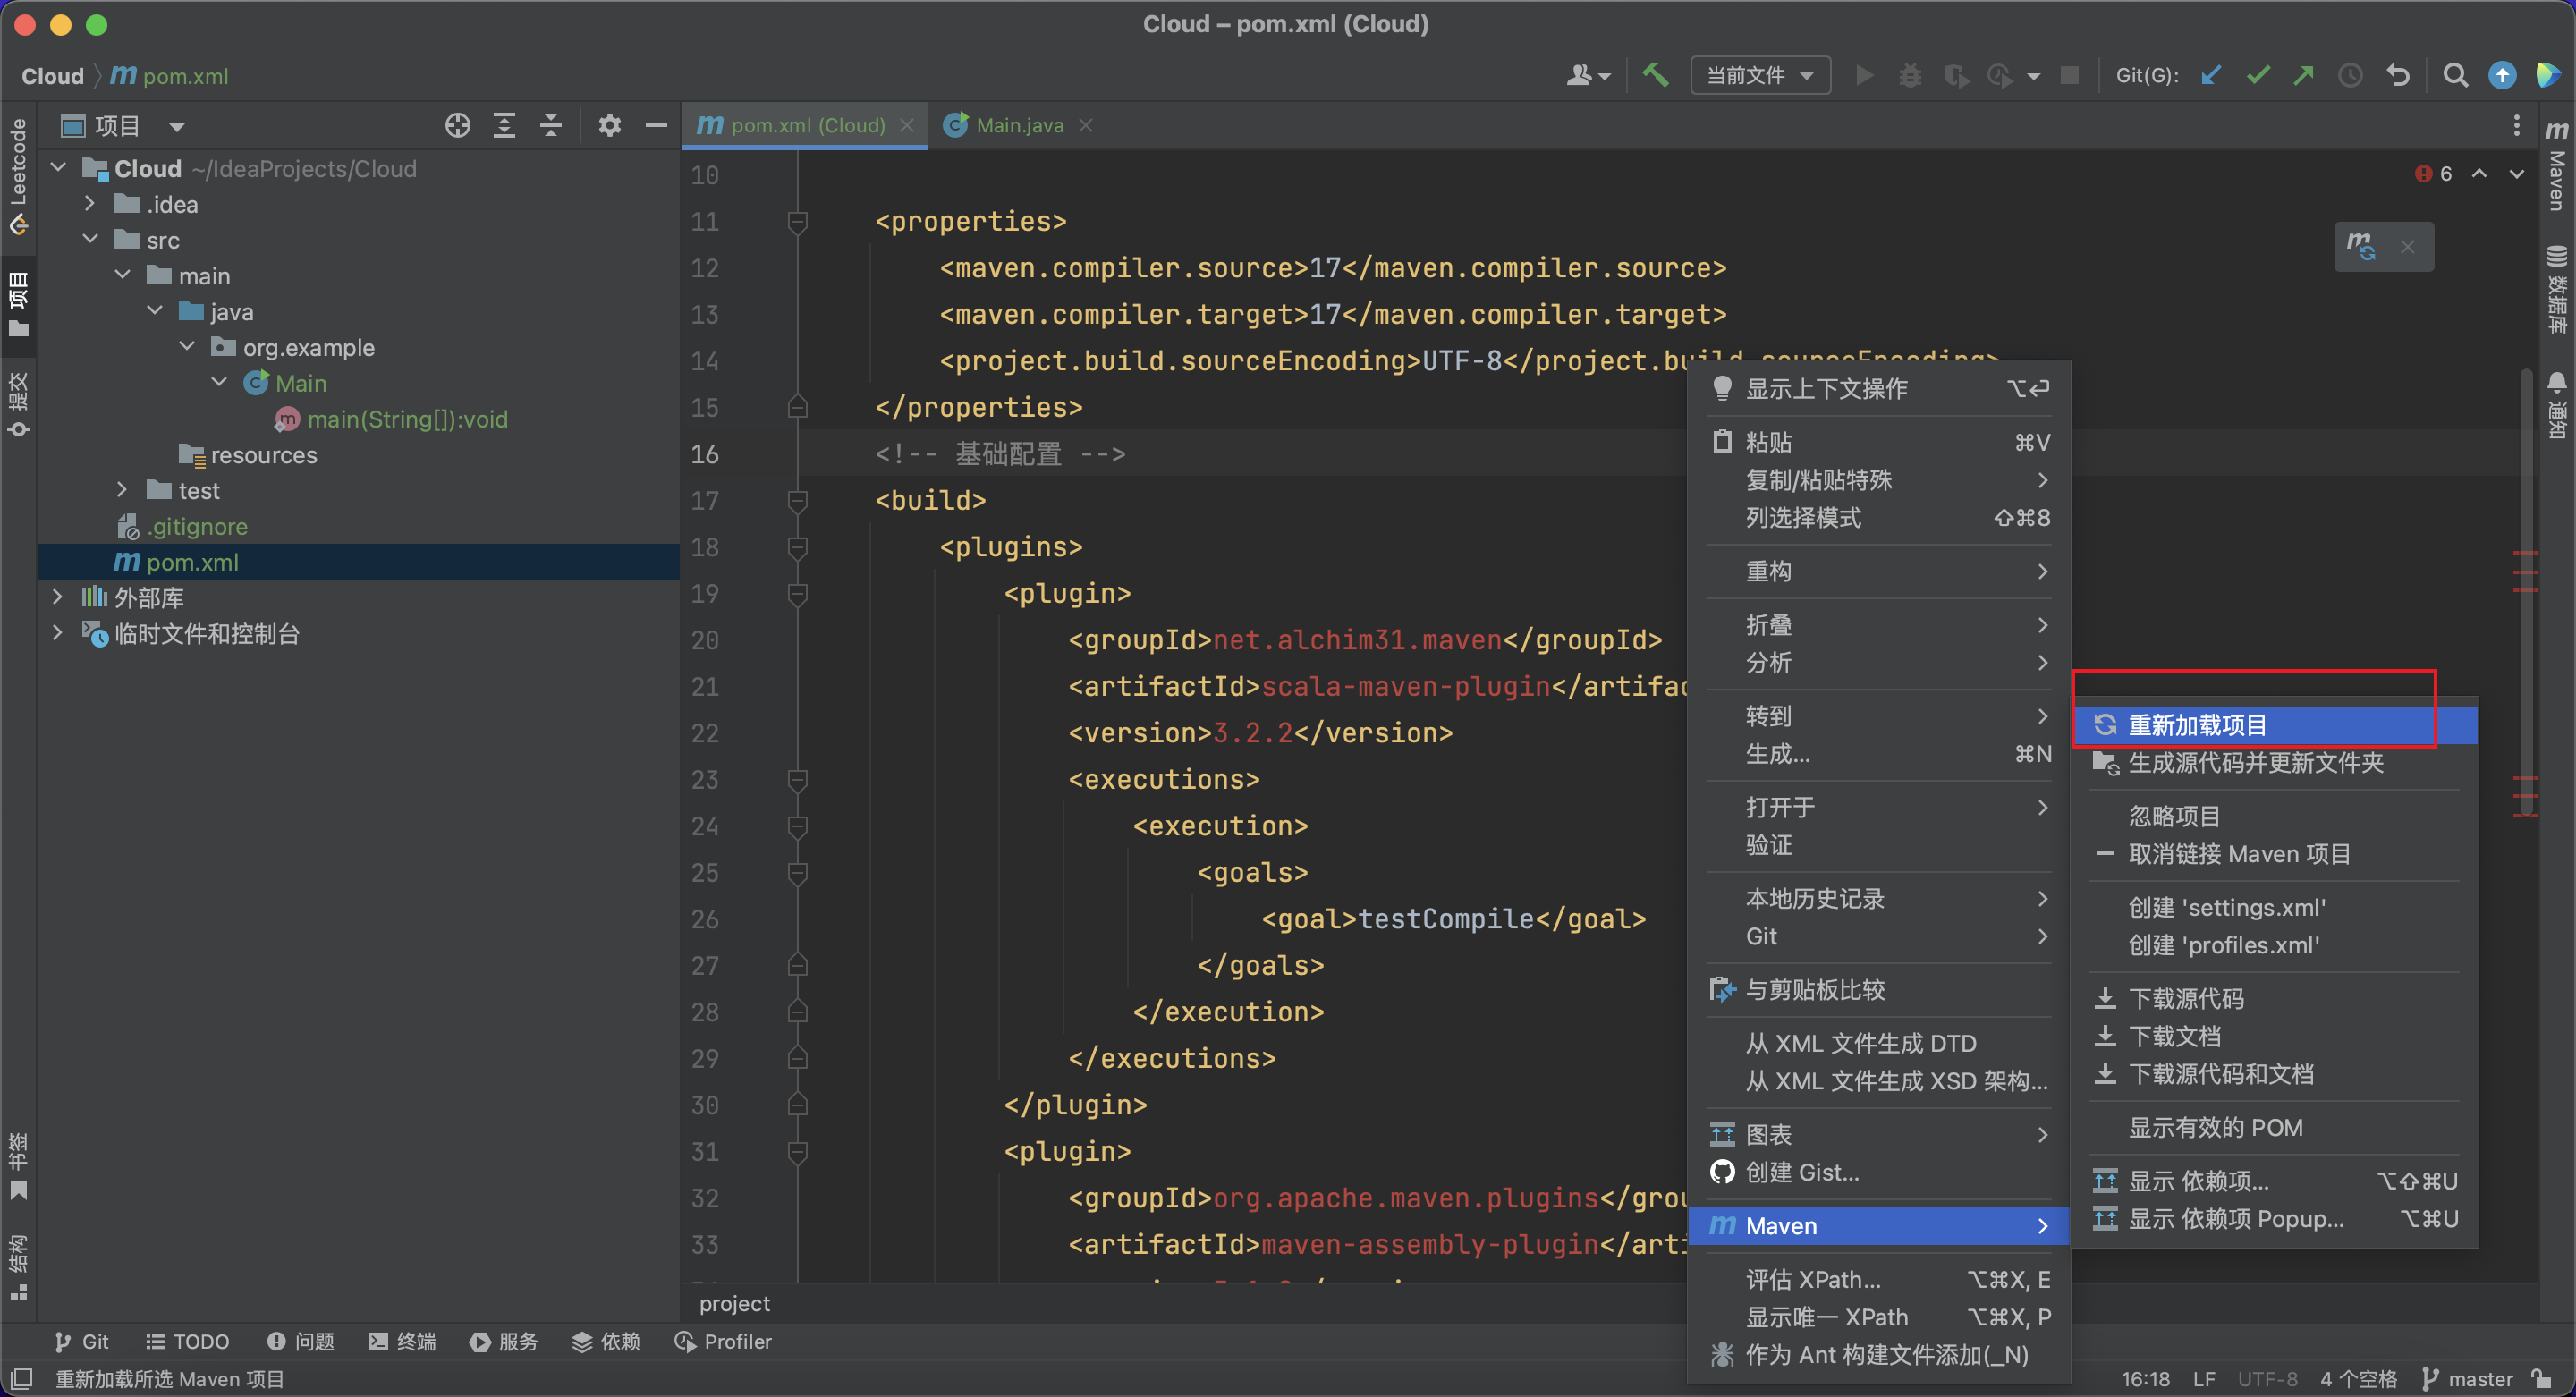 Cloud – pom.xml (Cloud)
Cloud
pom.xml
当前文件
Git(G):
Leetcode
项目
提交
书签
结构
项目
Cloud ~/IdeaProjects/Cloud
.idea
src
main
java
org.example
Main
main(String[]):void
resources
test
.gitignore
pom.xml
外部库
临时文件和控制台
pom.xml (Cloud)
Main.java
6
10
11 <properties>
12 <maven.compiler.source>17</maven.compiler.source>
13 <maven.compiler.target>17</maven.compiler.target>
14 <project.build.sourceEncoding>UTF-8</project.build.sourceEncoding>
15 </properties>
16 <!-- 基础配置 -->
17 <build>
18 <plugins>
19 <plugin>
20 <groupId>net.alchim31.maven</groupId>
21 <artifactId>scala-maven-plugin</artifac
22 <version>3.2.2</version>
23 <executions>
24 <execution>
25 <goals>
26 <goal>testCompile</goal>
27 </goals>
28 </execution>
29 </executions>
30 </plugin>
31 <plugin>
32 <groupId>org.apache.maven.plugins</grou
33 <artifactId>maven-assembly-plugin</arti
project
显示上下文操作 ⌥⏎
粘贴 ⌘V
复制/粘贴特殊
列选择模式 ⇧⌘8
重构
折叠
分析
转到
生成... ⌘N
打开于
验证
本地历史记录
Git
与剪贴板比较
从 XML 文件生成 DTD
从 XML 文件生成 XSD 架构...
图表
创建 Gist...
Maven
评估 XPath... ⌥⌘X, E
显示唯一 XPath ⌥⌘X, P
作为 Ant 构建文件添加(_N)
重新加载项目
生成源代码并更新文件夹
忽略项目
取消链接 Maven 项目
创建 'settings.xml'
创建 'profiles.xml'
下载源代码
下载文档
下载源代码和文档
显示有效的 POM
显示 依赖项... ⌥⇧⌘U
显示 依赖项 Popup... ⌥⌘U
Maven
数据库
通知
Git
TODO
问题
终端
服务
依赖
Profiler
重新加载所选 Maven 项目
16:18 LF UTF-8 4 个空格 master